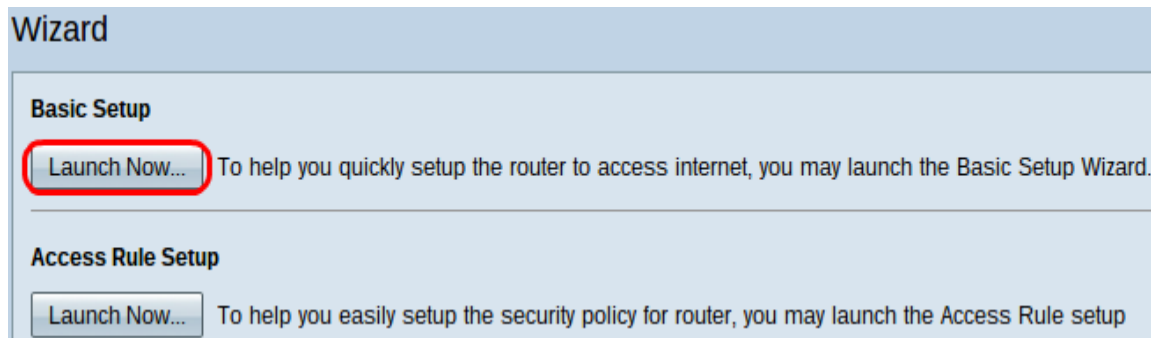 Wizard
Basic Setup
Launch Now... To help you quickly setup the router to access internet, you may launch the Basic Setup Wizard.
Access Rule Setup
Launch Now... To help you easily setup the security policy for router, you may launch the Access Rule setup